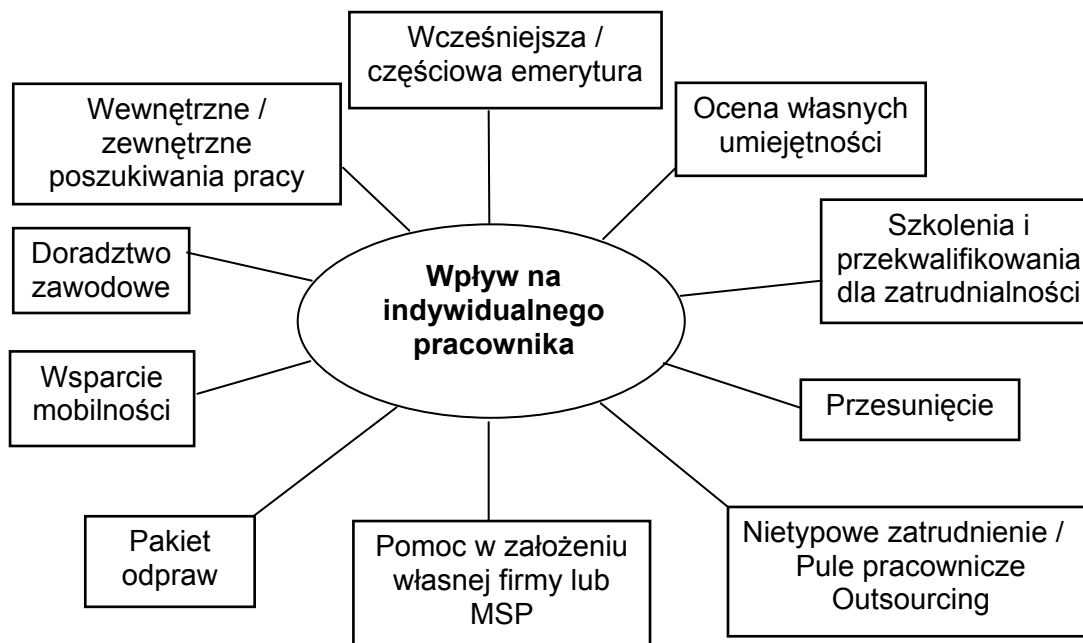 Wcześniejsza /
częściowa emerytura
Wewnętrzne /
zewnętrzne
poszukiwania pracy
Ocena własnych
umiejętności
Doradztwo
zawodowe
Wpływ na
indywidualnego
pracownika
Szkolenia i
przekwalifikowania
dla zatrudnialności
Wsparcie
mobilności
Przesunięcie
Pakiet
odpraw
Pomoc w założeniu
własnej firmy lub
MSP
Nietypowe zatrudnienie /
Pule pracownicze
Outsourcing